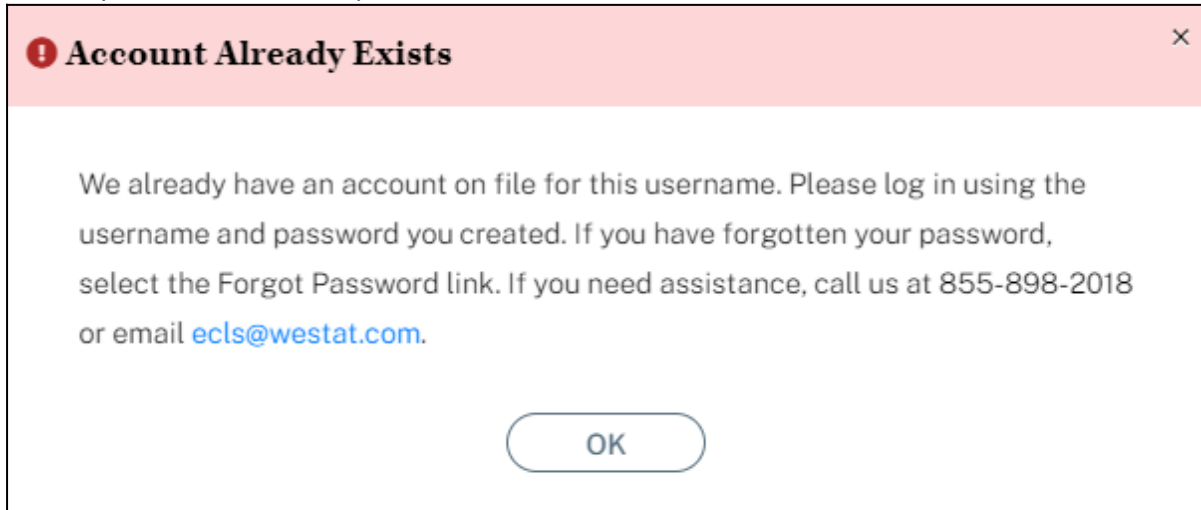 Account Already Exists
×
We already have an account on file for this username. Please log in using the
username and password you created. If you have forgotten your password,
select the Forgot Password link. If you need assistance, call us at 855-898-2018
or email ecls@westat.com.
OK